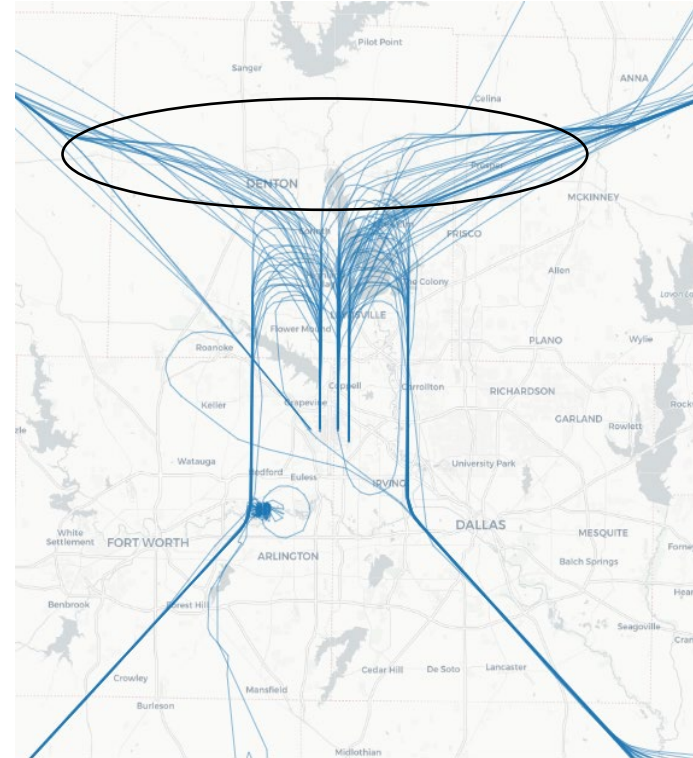 Pilot Point
Sanger
ANNA
Celina
Prosper
DENTON
MCKINNEY
FRISCO
Corinth
The Colony
Allen
LEWISVILLE
Flower Mound
PLANO
Wylie
Roanoke
Coppell
Carrollton
RICHARDSON
Keller
Grapevine
GARLAND
Rowlett
Watauga
University Park
Bedford
Euless
IRVING
White
Settlement
FORT WORTH
DALLAS
MESQUITE
ARLINGTON
Balch Springs
Benbrook
Forest Hill
Seagoville
Cedar Hill
De Soto
Lancaster
Crowley
Mansfield
Burleson
Midlothian